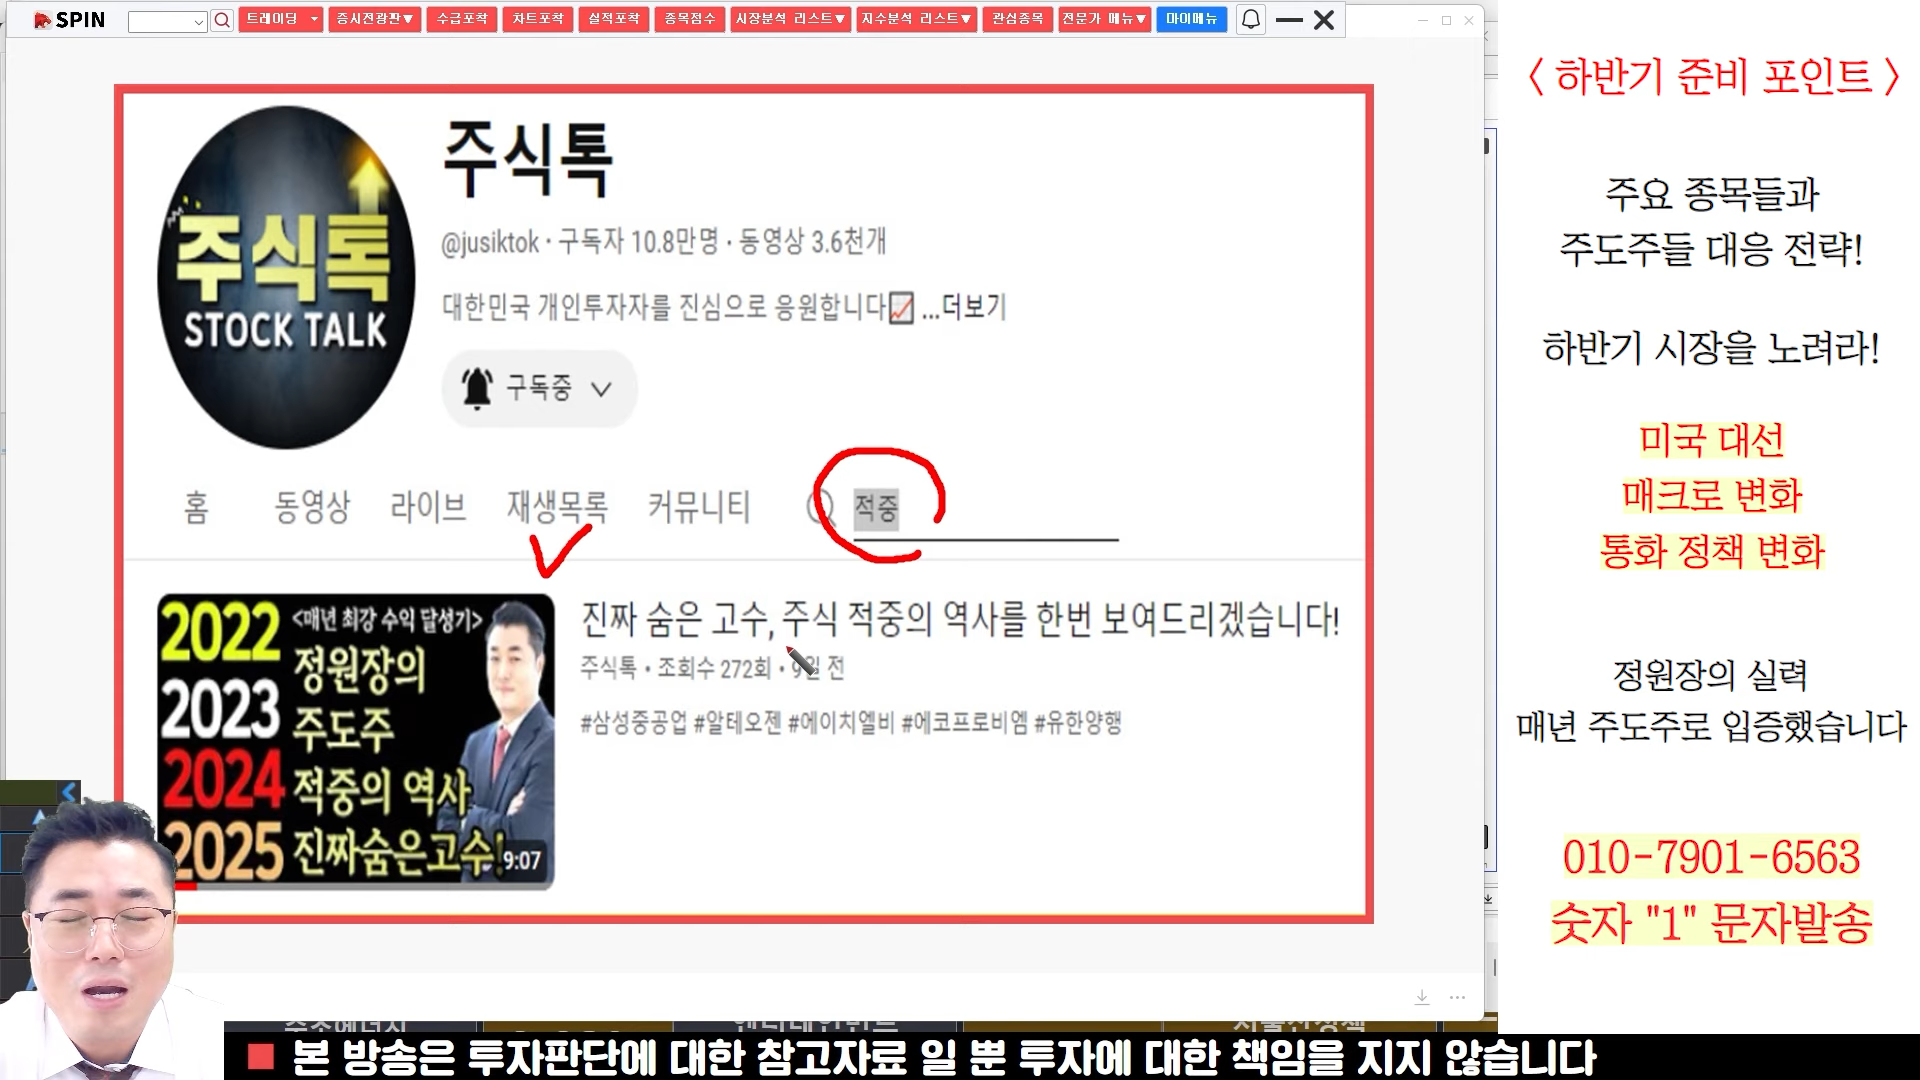 SPIN
트레이딩
증시전광판▼
수급포착
차트포착
실적포착
종목점수
시장분석 리스트▼
지수분석 리스트▼
관심종목
전문가 메뉴▼
마이메뉴
주식톡
STOCK TALK
주식톡
@jusiktok · 구독자 10.8만명 · 동영상 3.6천개
대한민국 개인투자자를 진심으로 응원합니다📈 ...더보기
구독중
홈 동영상 라이브 재생목록 커뮤니티 적중
2022 <매년 최강 수익 달성기>
2023 정원장의
주도주
2024 적중의 역사
2025 진짜숨은고수!
9:07
진짜 숨은 고수, 주식 적중의 역사를 한번 보여드리겠습니다!
주식톡 · 조회수 272회 · 9일 전
#삼성중공업 #알테오젠 #에이치엘비 #에코프로비엠 #유한양행
〈 하반기 준비 포인트 〉
주요 종목들과
주도주들 대응 전략!
하반기 시장을 노려라!
미국 대선
매크로 변화
통화 정책 변화
정원장의 실력
매년 주도주로 입증했습니다
010-7901-6563
숫자 "1" 문자발송
본 방송은 투자판단에 대한 참고자료 일 뿐 투자에 대한 책임을 지지 않습니다